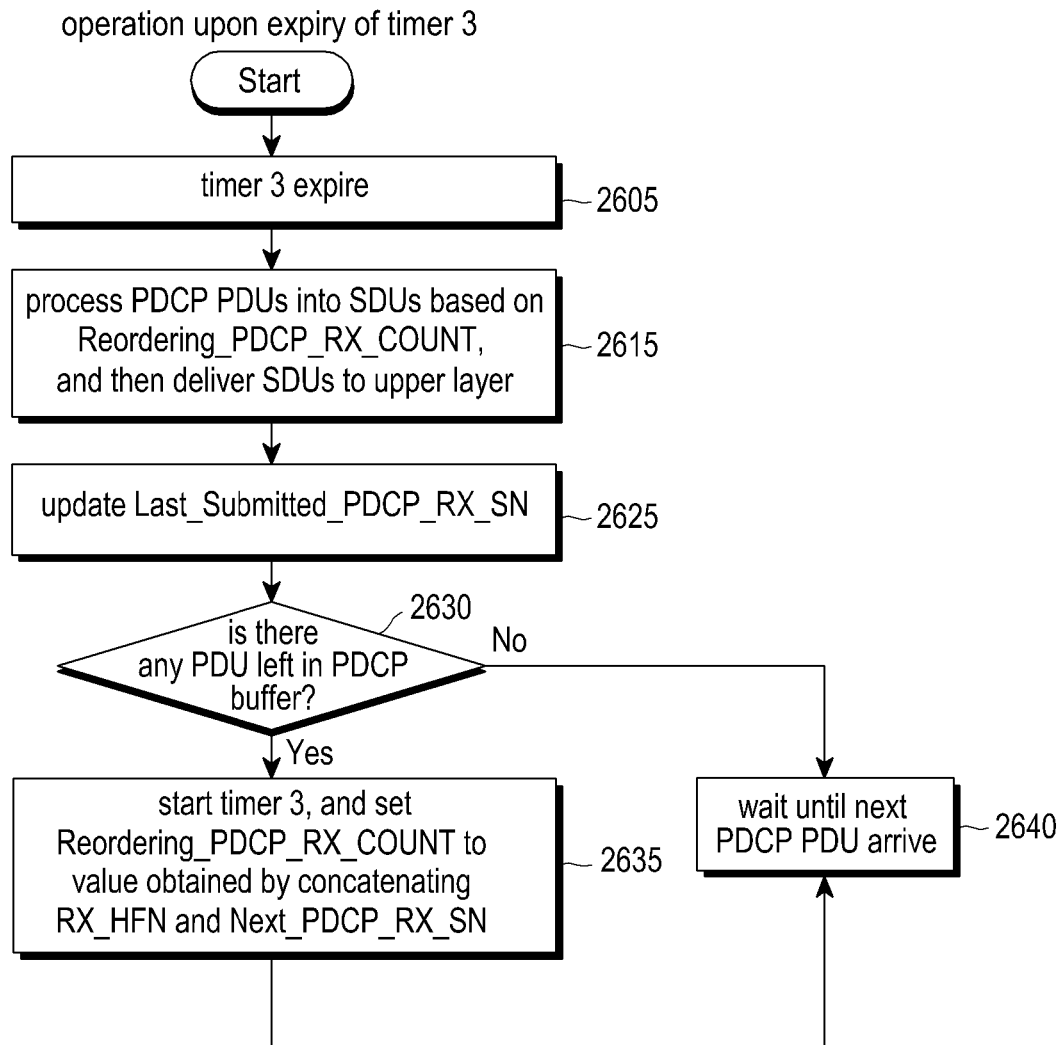 operation upon expiry of timer 3
Start
timer 3 expire
2605
process PDCP PDUs into SDUs based on
Reordering_PDCP_RX_COUNT,
and then deliver SDUs to upper layer
2615
update Last_Submitted_PDCP_RX_SN
2625
2630
is there
any PDU left in PDCP
buffer?
No
Yes
start timer 3, and set
Reordering_PDCP_RX_COUNT to
value obtained by concatenating
RX_HFN and Next_PDCP_RX_SN
2635
wait until next
PDCP PDU arrive
2640